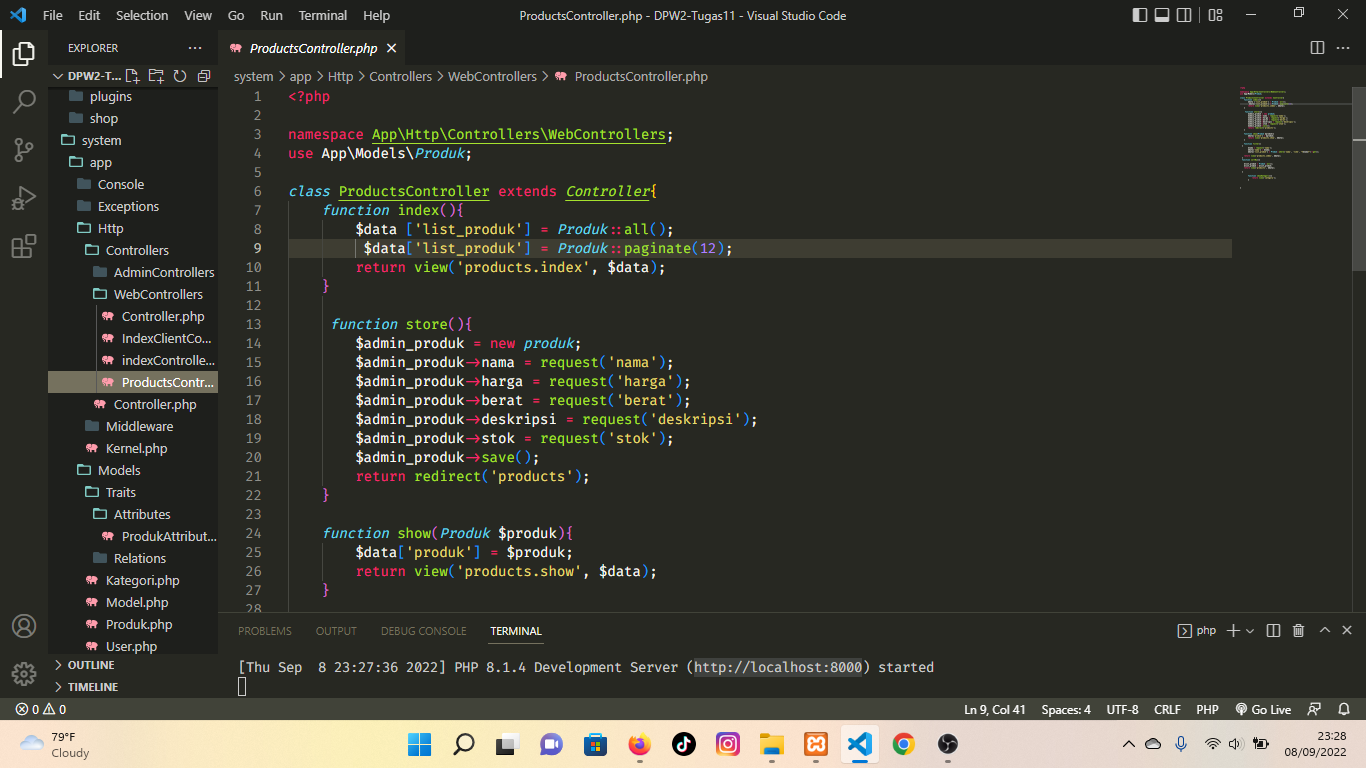 File Edit Selection View Go Run Terminal Help ProductsController.php - DPW2-Tugas11 - Visual Studio Code
EXPLORER
DPW2-T...
plugins
shop
system
app
Console
Exceptions
Http
Controllers
AdminControllers
WebControllers
Controller.php
IndexClientCo...
indexControlle...
ProductsContr...
Controller.php
Middleware
Kernel.php
Models
Traits
Attributes
ProdukAttribut...
Relations
Kategori.php
Model.php
Produk.php
User.php
OUTLINE
TIMELINE
ProductsController.php
system > app > Http > Controllers > WebControllers > ProductsController.php
1 <?php
2
3 namespace App\Http\Controllers\WebControllers;
4 use App\Models\Produk;
5
6 class ProductsController extends Controller{
7 function index(){
8 $data ['list_produk'] = Produk::all();
9 $data['list_produk'] = Produk::paginate(12);
10 return view('products.index', $data);
11 }
12
13 function store(){
14 $admin_produk = new produk;
15 $admin_produk->nama = request('nama');
16 $admin_produk->harga = request('harga');
17 $admin_produk->berat = request('berat');
18 $admin_produk->deskripsi = request('deskripsi');
19 $admin_produk->stok = request('stok');
20 $admin_produk->save();
21 return redirect('products');
22 }
23
24 function show(Produk $produk){
25 $data['produk'] = $produk;
26 return view('products.show', $data);
27 }
28
PROBLEMS OUTPUT DEBUG CONSOLE TERMINAL php
[Thu Sep  8 23:27:36 2022] PHP 8.1.4 Development Server (http://localhost:8000) started
0 0 Ln 9, Col 41 Spaces: 4 UTF-8 CRLF PHP Go Live
79°F
Cloudy
23:28
08/09/2022